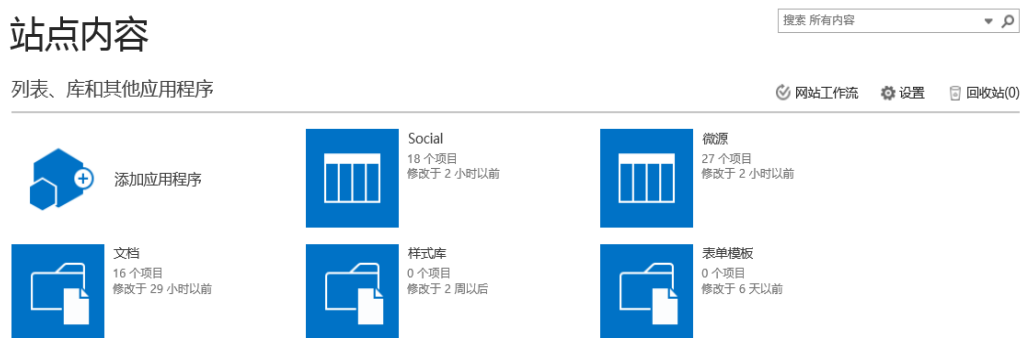 站点内容
搜索 所有内容
列表、库和其他应用程序
网站工作流 设置 回收站(0)
添加应用程序
Social
18 个项目
修改于 2 小时以前
微源
27 个项目
修改于 2 小时以前
文档
16 个项目
修改于 29 小时以前
样式库
0 个项目
修改于 2 周以后
表单模板
0 个项目
修改于 6 天以前